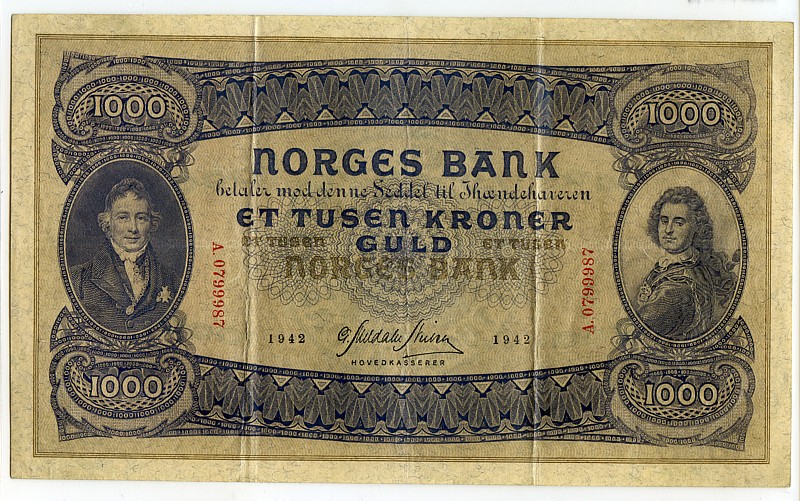 1000 1000
NORGES BANK
betaler mod denne Seddel til Ihændehaveren
ET TUSEN KRONER
ET TUSEN GULD ET TUSEN
NORGES BANK
A.0799987 A.0799987
1942 1942
HOVEDKASSERER
1000 1000